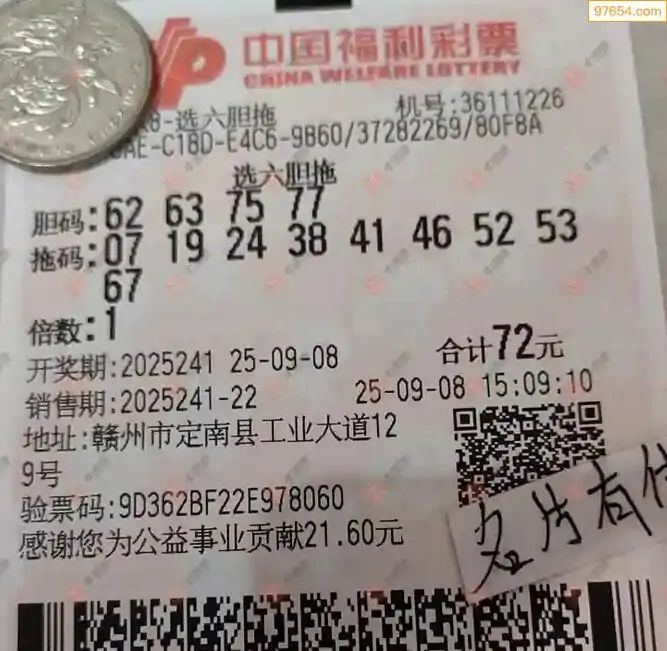 97654.com
中国福利彩票
CHINA WELFARE LOTTERY
8-选六胆拖 机号:36111226
AE-C18D-E4C6-9860/37282269/80F8A
选六胆拖
胆码:62 63 75 77
拖码:07 19 24 38 41 46 52 53
67
倍数:1
开奖期:2025241 25-09-08 合计72元
销售期:2025241-22 25-09-08 15:09:10
地址:赣州市定南县工业大道12
9号
验票码:9D362BF22E978060
感谢您为公益事业贡献21.60元
名片有